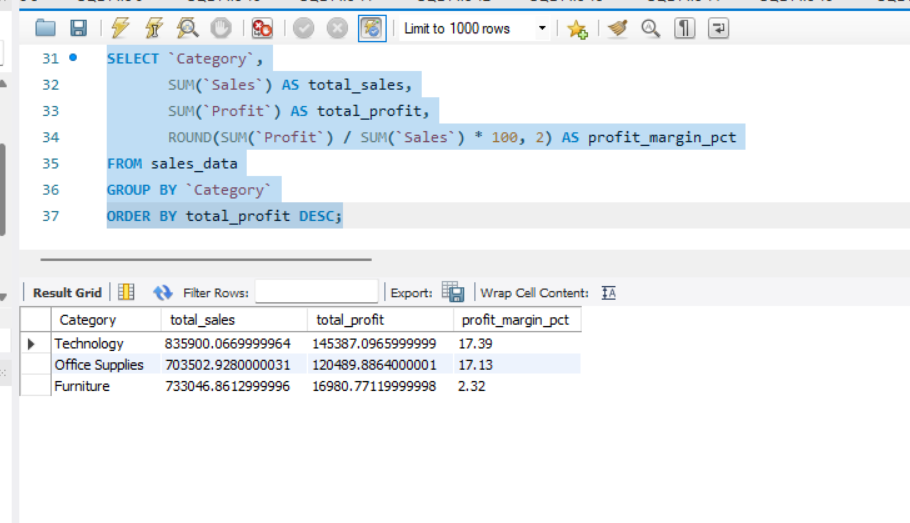 Limit to 1000 rows
31 SELECT `Category`,
32 SUM(`Sales`) AS total_sales,
33 SUM(`Profit`) AS total_profit,
34 ROUND(SUM(`Profit`) / SUM(`Sales`) * 100, 2) AS profit_margin_pct
35 FROM sales_data
36 GROUP BY `Category`
37 ORDER BY total_profit DESC;
Result Grid Filter Rows: Export: Wrap Cell Content: IA
Category total_sales total_profit profit_margin_pct
Technology 835900.0669999964 145387.0965999999 17.39
Office Supplies 703502.9280000031 120489.8864000001 17.13
Furniture 733046.8612999996 16980.77119999998 2.32